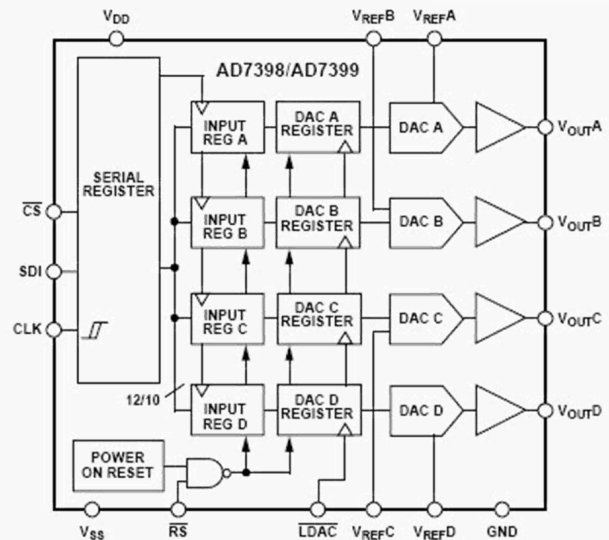 VDD
VREFB
VREFA
AD7398/AD7399
SERIAL
REGISTER
INPUT
REG A
DAC A
REGISTER
DAC A
VOUTA
CS
INPUT
REG B
DAC B
REGISTER
DAC B
VOUTB
SDI
CLK
INPUT
REG C
DAC C
REGISTER
DAC C
VOUTC
12/10
INPUT
REG D
DAC D
REGISTER
DAC D
VOUTD
POWER
ON RESET
VSS
RS
LDAC
VREFC
VREFD
GND